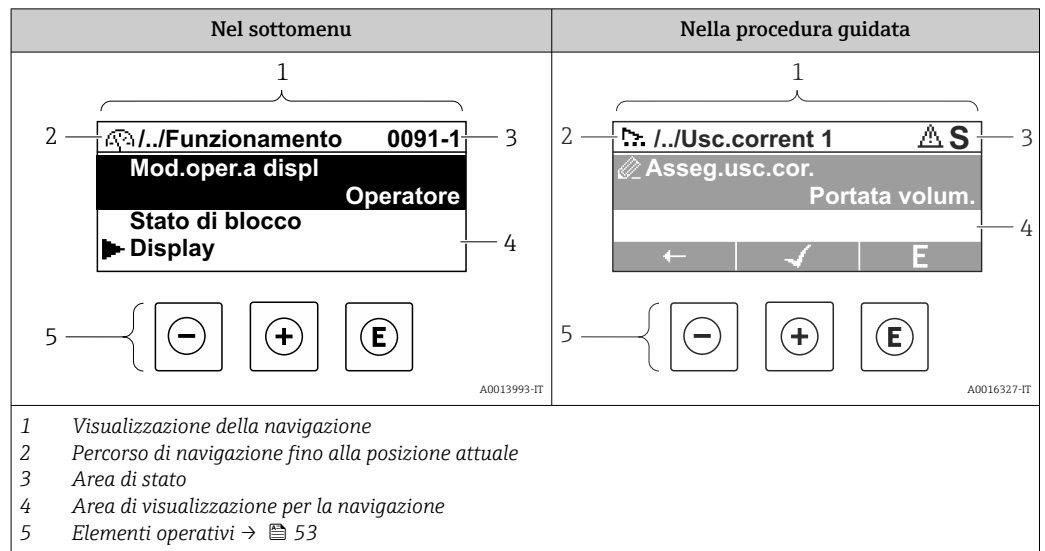 Nel sottomenu
1
2
/../Funzionamento 0091-1
3
Mod.oper.a displ
Operatore
Stato di blocco
Display
4
5
- + E
A0013993-IT
Nella procedura guidata
1
2
/../Usc.corrent 1 S
3
Asseg.usc.cor.
Portata volum.
4
E
5
- + E
A0016327-IT
1 Visualizzazione della navigazione
2 Percorso di navigazione fino alla posizione attuale
3 Area di stato
4 Area di visualizzazione per la navigazione
5 Elementi operativi → 53